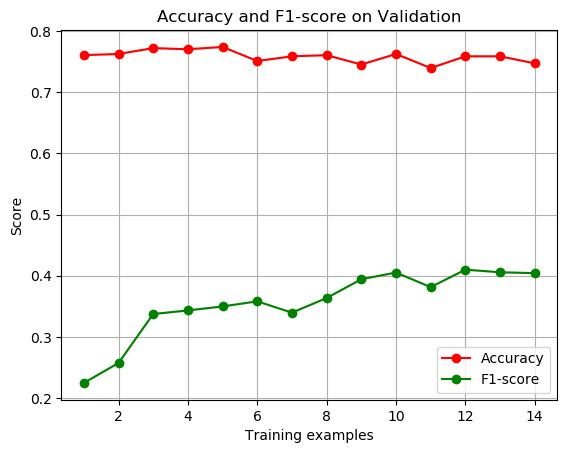 Accuracy and F1-score on Validation
0.8
0.7
0.6
0.5
0.4
0.3
0.2
Score
2 4 6 8 10 12 14
Training examples
Accuracy
F1-score